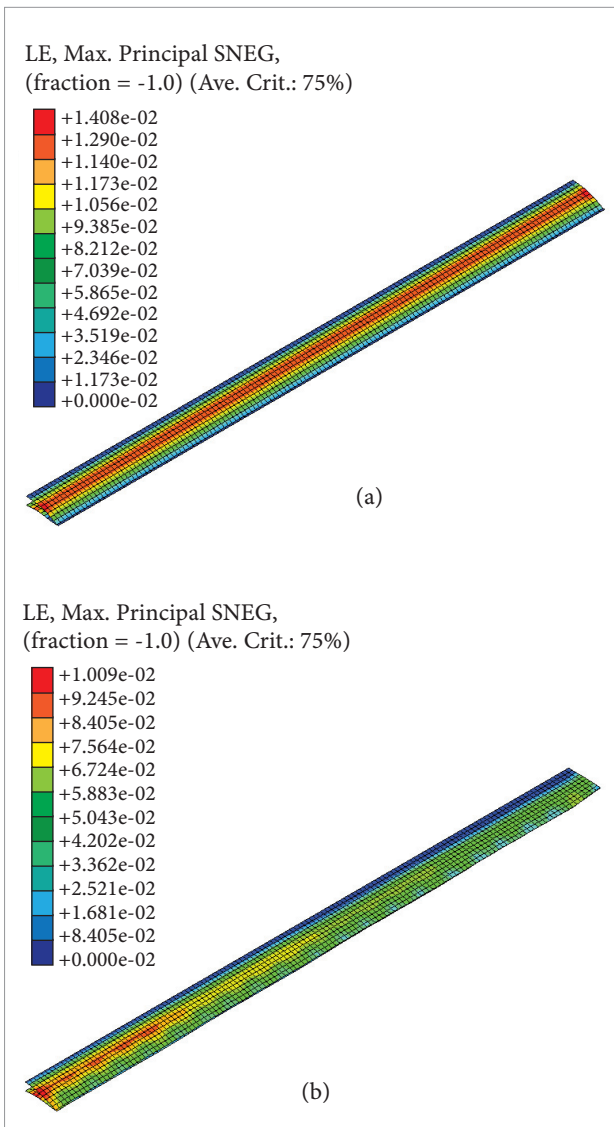 LE, Max. Principal SNEG,
(fraction = -1.0) (Ave. Crit.: 75%)
+1.408e-02
+1.290e-02
+1.140e-02
+1.173e-02
+1.056e-02
+9.385e-02
+8.212e-02
+7.039e-02
+5.865e-02
+4.692e-02
+3.519e-02
+2.346e-02
+1.173e-02
+0.000e-02
(a)
LE, Max. Principal SNEG,
(fraction = -1.0) (Ave. Crit.: 75%)
+1.009e-02
+9.245e-02
+8.405e-02
+7.564e-02
+6.724e-02
+5.883e-02
+5.043e-02
+4.202e-02
+3.362e-02
+2.521e-02
+1.681e-02
+8.405e-02
+0.000e-02
(b)